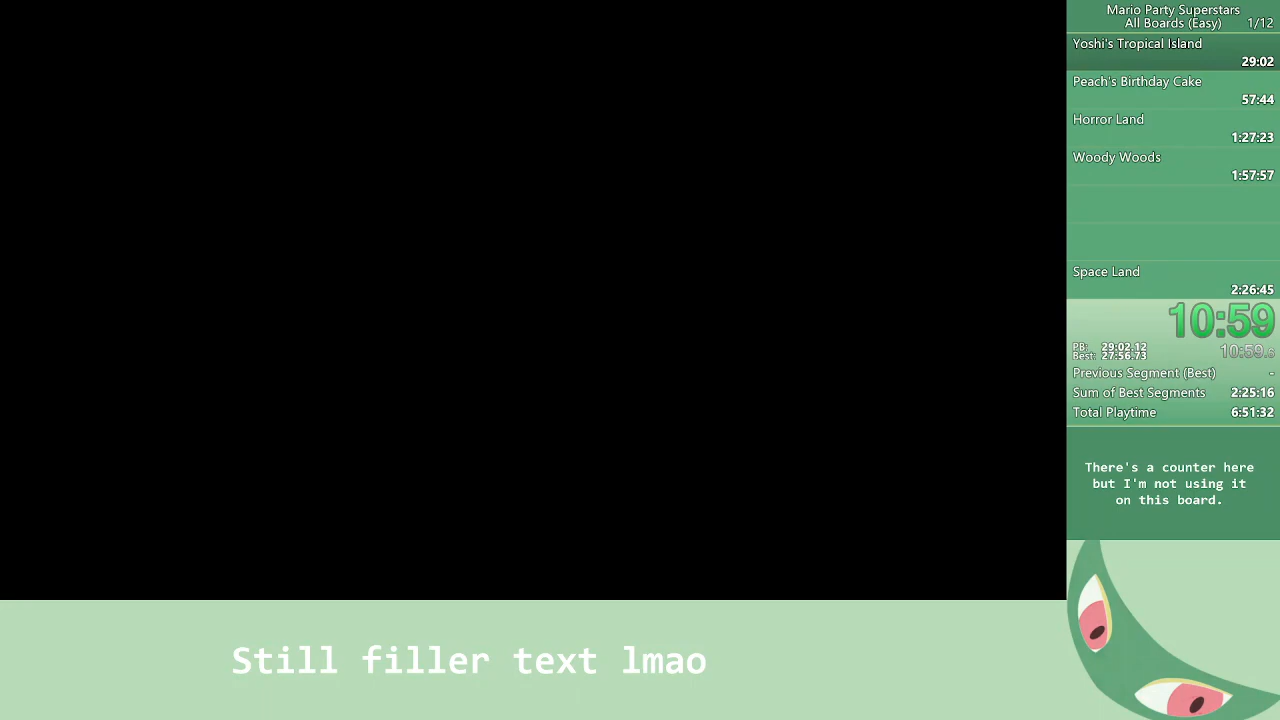 Mario Party Superstars
All Boards (Easy) 1/12
Yoshi's Tropical Island
29:02
Peach's Birthday Cake
57:44
Horror Land
1:27:23
Woody Woods
1:57:57
Space Land
2:26:45
10:59
PB: 29:02.12
Best: 27:56.73
10:59.6
Previous Segment (Best) -
Sum of Best Segments 2:25:16
Total Playtime 6:51:32
There's a counter here
but I'm not using it
on this board.
Still filler text lmao